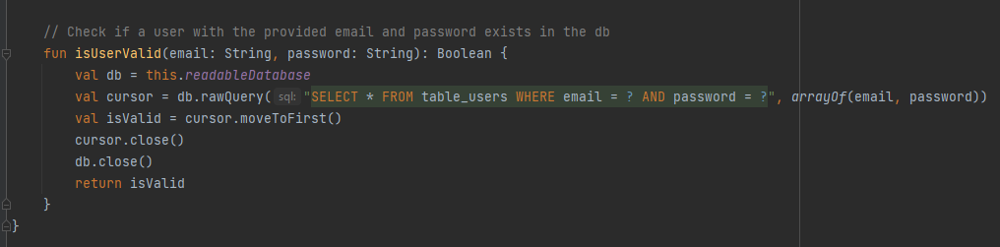 // Check if a user with the provided email and password exists in the db
fun isUserValid(email: String, password: String): Boolean {
val db = this.readableDatabase
val cursor = db.rawQuery( sql: "SELECT * FROM table_users WHERE email = ? AND password = ?", arrayOf(email, password))
val isValid = cursor.moveToFirst()
cursor.close()
db.close()
return isValid
}
}